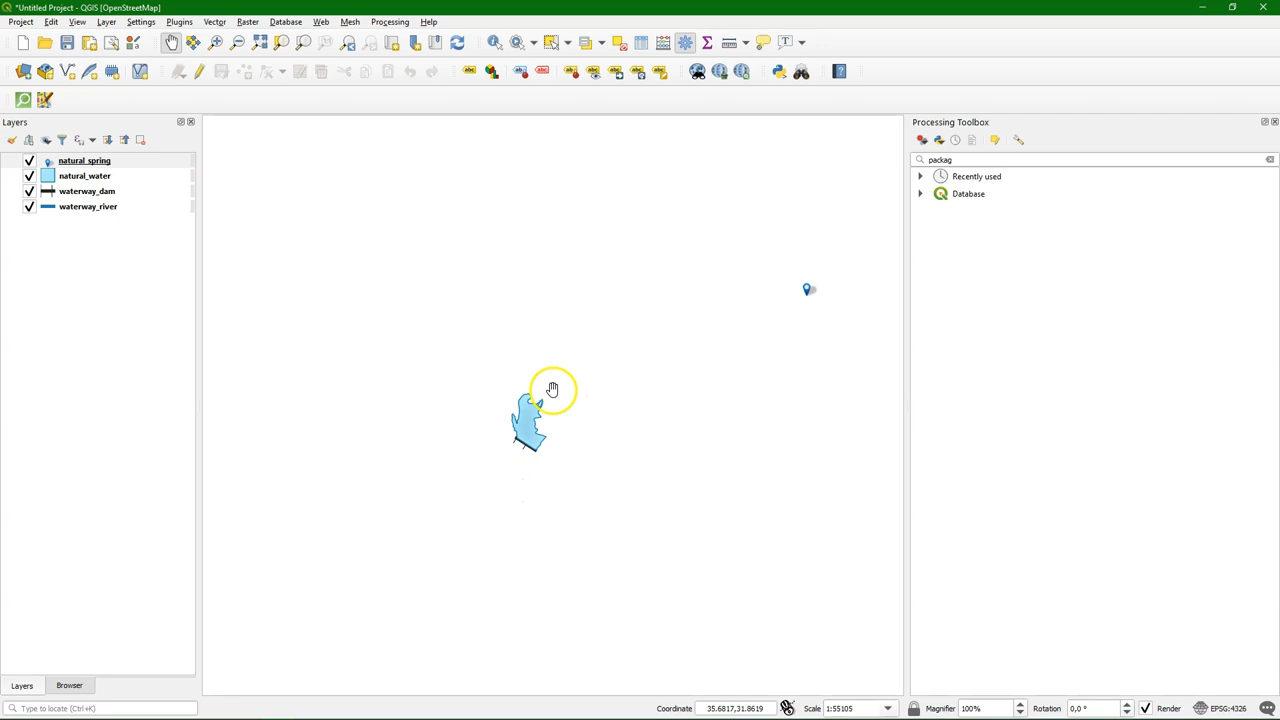 *Untitled Project - QGIS [OpenStreetMap]
Project Edit View Layer Settings Plugins Vector Raster Database Web Mesh Processing Help
Layers
natural_spring
natural_water
waterway_dam
waterway_river
Processing Toolbox
packag
Recently used
Database
Layers Browser
Type to locate (Ctrl+K)
Coordinate 35.6817,31.8619 Scale 1:55105 Magnifier 100% Rotation 0,0 ° Render EPSG:4326